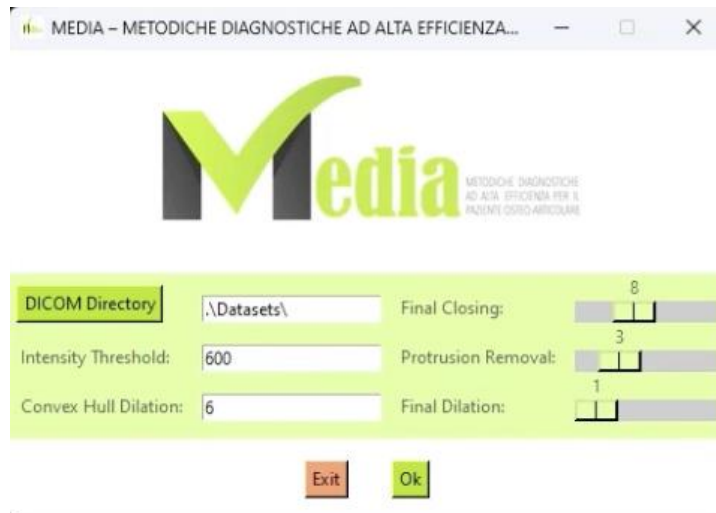 MEDIA – METODICHE DIAGNOSTICHE AD ALTA EFFICIENZA...
Media
METODICHE DIAGNOSTICHE
AD ALTA EFFICIENZA PER IL
PAZIENTE OSTEO-ARTICOLARE
DICOM Directory
.\Datasets\
Final Closing:
8
Intensity Threshold:
600
Protrusion Removal:
3
Convex Hull Dilation:
6
Final Dilation:
1
Exit
Ok